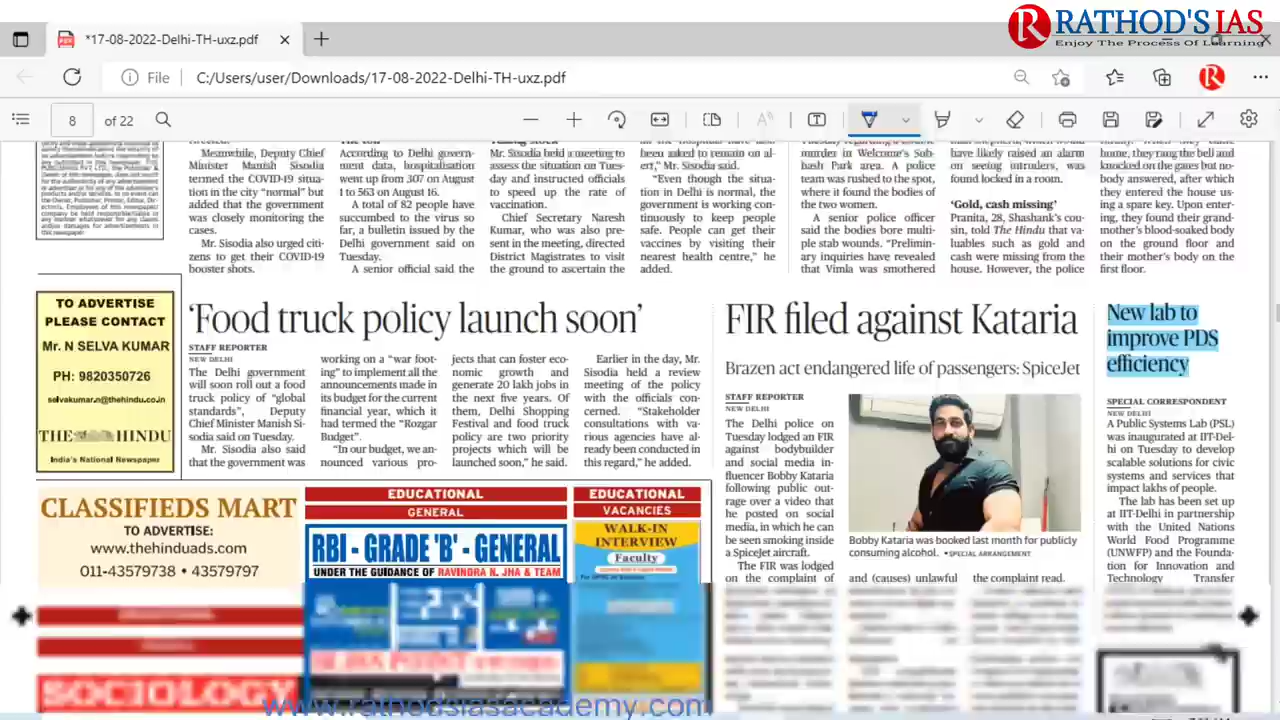 RATHOD'S IAS
Enjoy The Process Of Learning
*17-08-2022-Delhi-TH-uxz.pdf
File
C:/Users/user/Downloads/17-08-2022-Delhi-TH-uxz.pdf
8
of 22
Meanwhile, Deputy Chief
Minister Manish Sisodia
termed the COVID-19 situa-
tion in the city “normal” but
added that the government
was closely monitoring the
cases.
Mr. Sisodia also urged citi-
zens to get their COVID-19
booster shots.
According to Delhi govern-
ment data, hospitalisation
went up from 307 on August
1 to 563 on August 16.
A total of 82 people have
succumbed to the virus so
far, a bulletin issued by the
Delhi government said on
Tuesday.
A senior official said the
Mr. Sisodia held a meeting to
assess the situation on Tues-
day and instructed officials
to speed up the rate of
vaccination.
Chief Secretary Naresh
Kumar, who was also pre-
sent in the meeting, directed
District Magistrates to visit
the ground to ascertain the
been asked to remain on al-
ert”, Mr. Sisodia said.
“Even though the situa-
tion in Delhi is normal, the
government is working con-
tinuously to keep people
safe. People can get their
vaccines by visiting their
nearest health centre,” he
added.
murder in Welcome's Sub-
hash Park area. A police
team was rushed to the spot,
where it found the bodies of
the two women.
A senior police officer
said the bodies bore multi-
ple stab wounds. “Prelimin-
ary inquiries have revealed
that Vimla was smothered
have likely raised an alarm
on seeing intruders, was
found locked in a room.
‘Gold, cash missing’
Pranita, 28, Shashank's cou-
sin, told The Hindu that va-
luables such as gold and
cash were missing from the
house. However, the police
home, they rang the bell and
knocked on the gates but no-
body answered, after which
they entered the house us-
ing a spare key. Upon enter-
ing, they found their grand-
mother's blood-soaked body
on the ground floor and
their mother's body on the
first floor.
TO ADVERTISE
PLEASE CONTACT
Mr. N SELVA KUMAR
PH: 9820350726
selvakumar.n@thehindu.co.in
THE HINDU
India's National Newspaper
‘Food truck policy launch soon’
STAFF REPORTER
NEW DELHI
The Delhi government
will soon roll out a food
truck policy of “global
standards”, Deputy
Chief Minister Manish Si-
sodia said on Tuesday.
Mr. Sisodia also said
that the government was
working on a “war foot-
ing” to implement all the
announcements made in
its budget for the current
financial year, which it
had termed the “Rozgar
Budget”.
“In our budget, we an-
nounced various pro-
jects that can foster eco-
nomic growth and
generate 20 lakh jobs in
the next five years. Of
them, Delhi Shopping
Festival and food truck
policy are two priority
projects which will be
launched soon,” he said.
Earlier in the day, Mr.
Sisodia held a review
meeting of the policy
with the officials con-
cerned. “Stakeholder
consultations with va-
rious agencies have al-
ready been conducted in
this regard,” he added.
FIR filed against Kataria
Brazen act endangered life of passengers: SpiceJet
STAFF REPORTER
NEW DELHI
The Delhi police on
Tuesday lodged an FIR
against bodybuilder
and social media in-
fluencer Bobby Kataria
following public out-
rage over a video that
he posted on social
media, in which he can
be seen smoking inside
a SpiceJet aircraft.
The FIR was lodged
on the complaint of
Bobby Kataria was booked last month for publicly
consuming alcohol. •SPECIAL ARRANGEMENT
and (causes) unlawful
the complaint read.
New lab to
improve PDS
efficiency
SPECIAL CORRESPONDENT
NEW DELHI
A Public Systems Lab (PSL)
was inaugurated at IIT-Del-
hi on Tuesday to develop
scalable solutions for civic
systems and services that
impact lakhs of people.
The lab has been set up
at IIT-Delhi in partnership
with the United Nations
World Food Programme
(UNWFP) and the Founda-
tion for Innovation and
Technology Transfer
CLASSIFIEDS MART
TO ADVERTISE:
www.thehinduads.com
011-43579738 • 43579797
EDUCATIONAL
GENERAL
RBI - GRADE 'B' - GENERAL
UNDER THE GUIDANCE OF RAVINDRA N. JHA & TEAM
EDUCATIONAL
VACANCIES
WALK-IN
INTERVIEW
Faculty
SOCIOLOGY
www.rathodsiasacademy.com